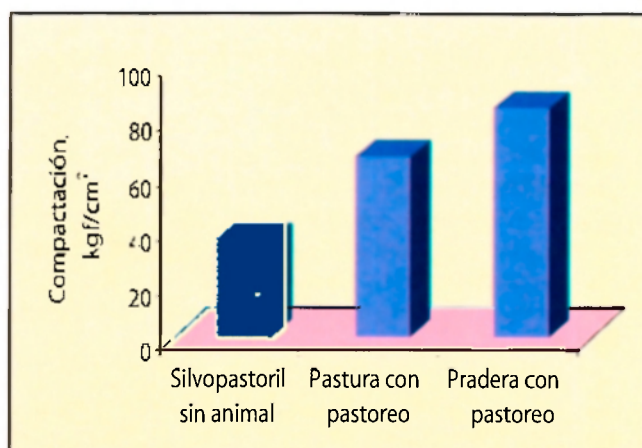 100
80
60
40
20
0
Compactación,
kgf/cm²
Silvopastoril
sin animal
Pastura con
pastoreo
Pradera con
pastoreo